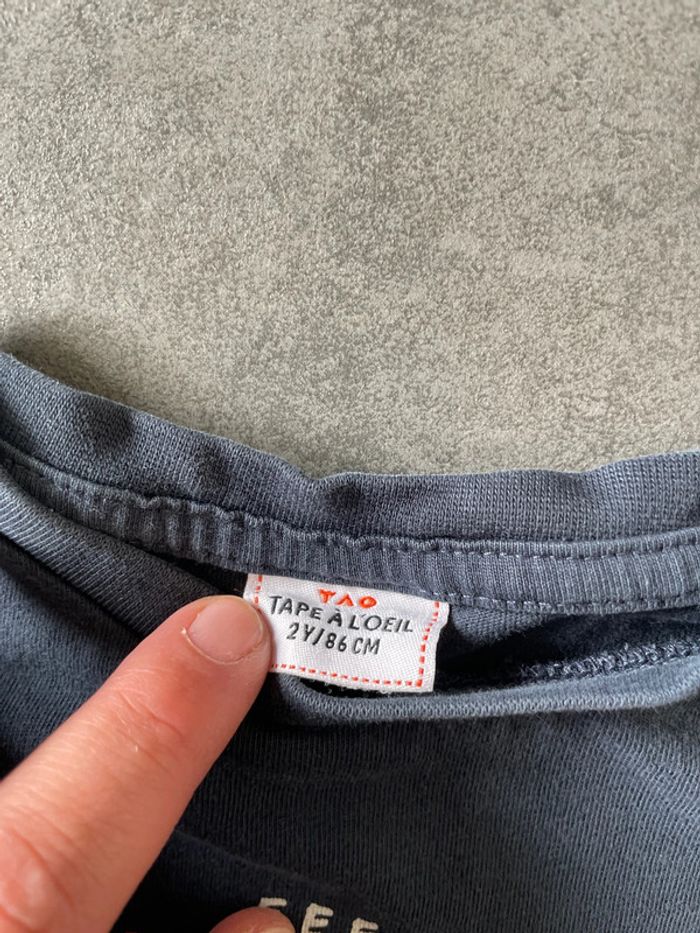 TAO
TAPE À L'OEIL
2Y/86 CM